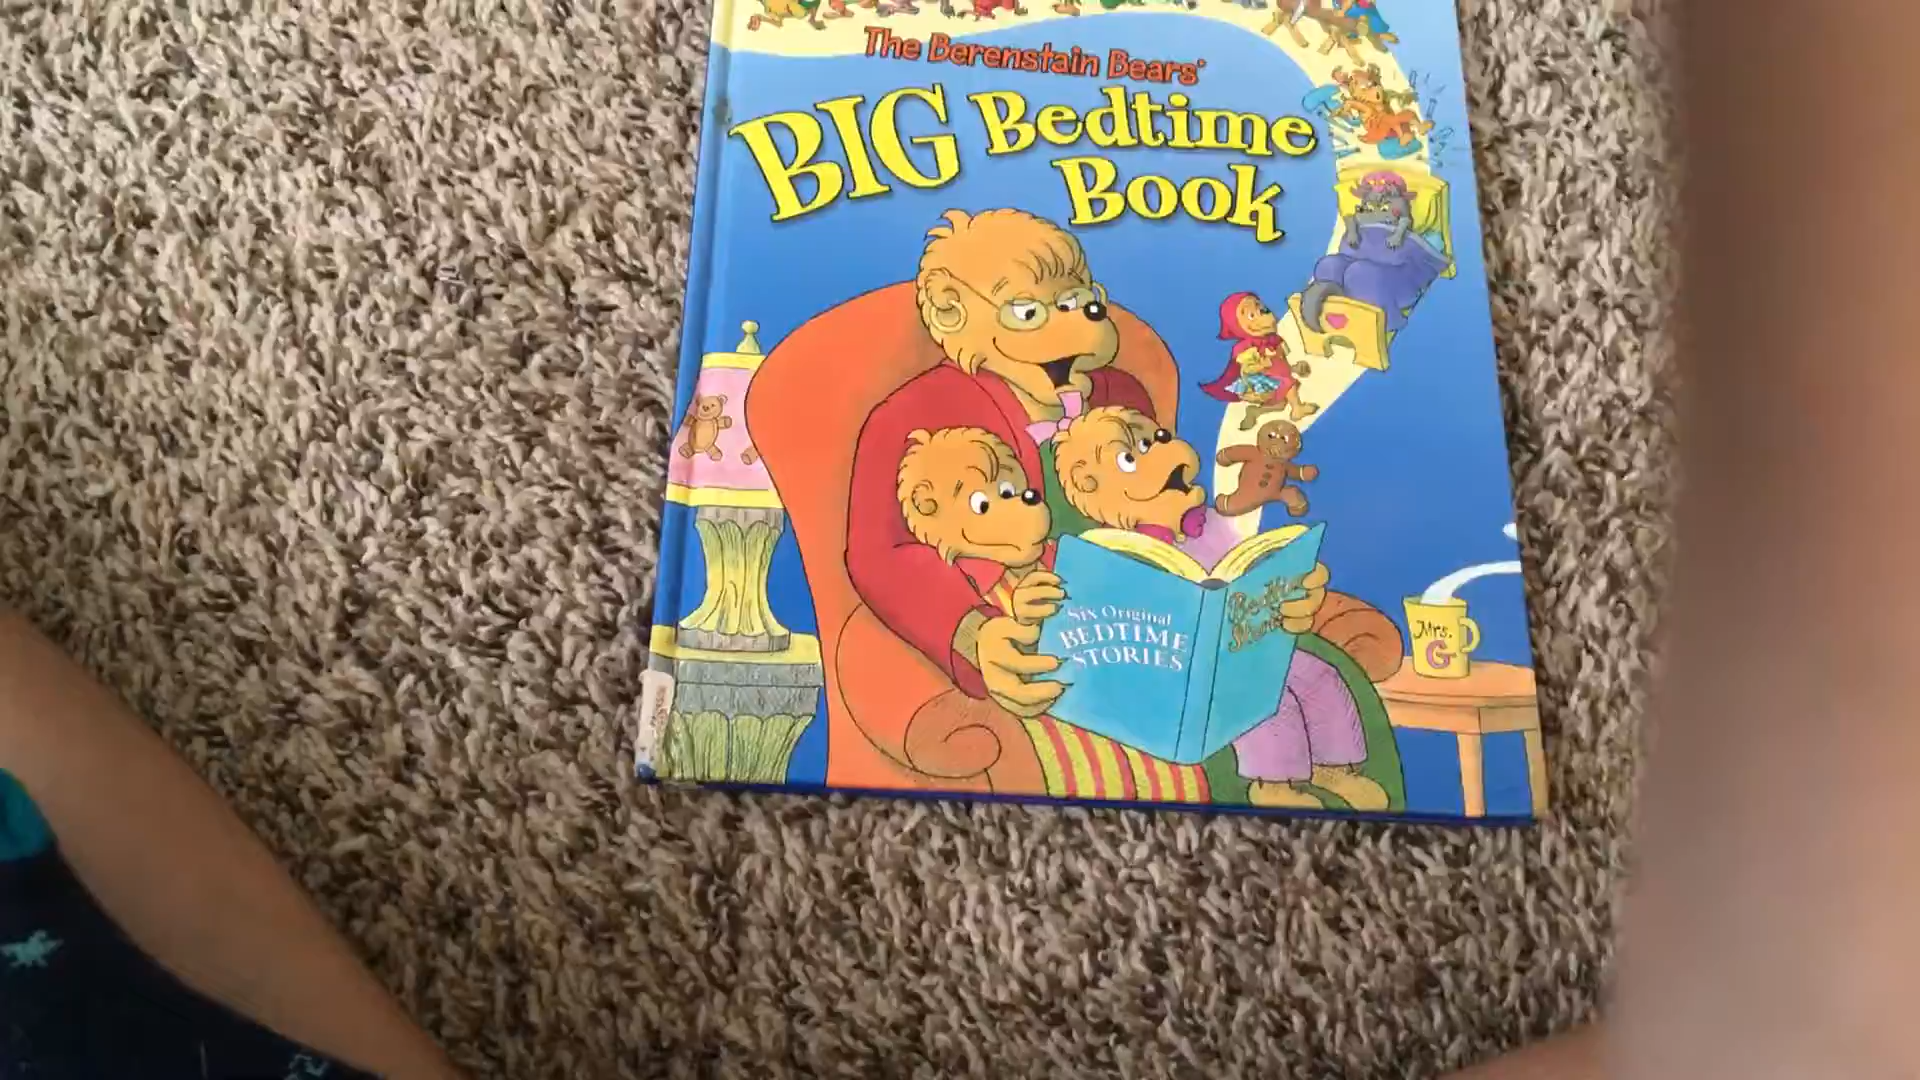 The Berenstain Bears'
BIG Bedtime
Book
Six Original
BEDTIME
STORIES
Bedtime
Stories
Mrs.
G